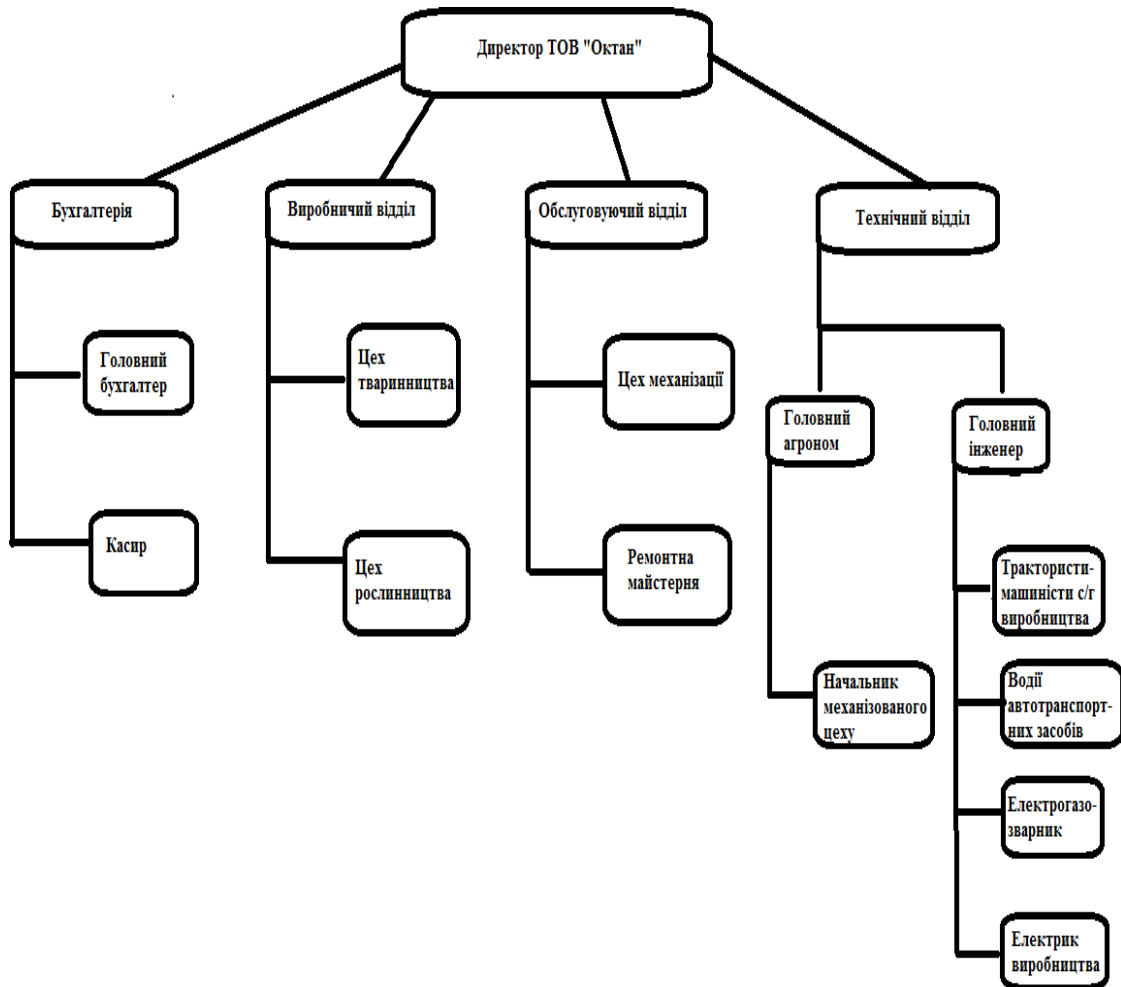 Директор ТОВ "Октан"
Бухгалтерія
Виробничий відділ
Обслуговуючий відділ
Технічний відділ
Головний
бухгалтер
Касир
Цех
тваринництва
Цех
рослинництва
Цех механізації
Ремонтна
майстерня
Головний
агроном
Начальник
механізованого
цеху
Головний
інженер
Трактористи-
машиністи с/г
виробництва
Водії
автотранспорт-
них засобів
Електрогазо-
зварник
Електрик
виробництва